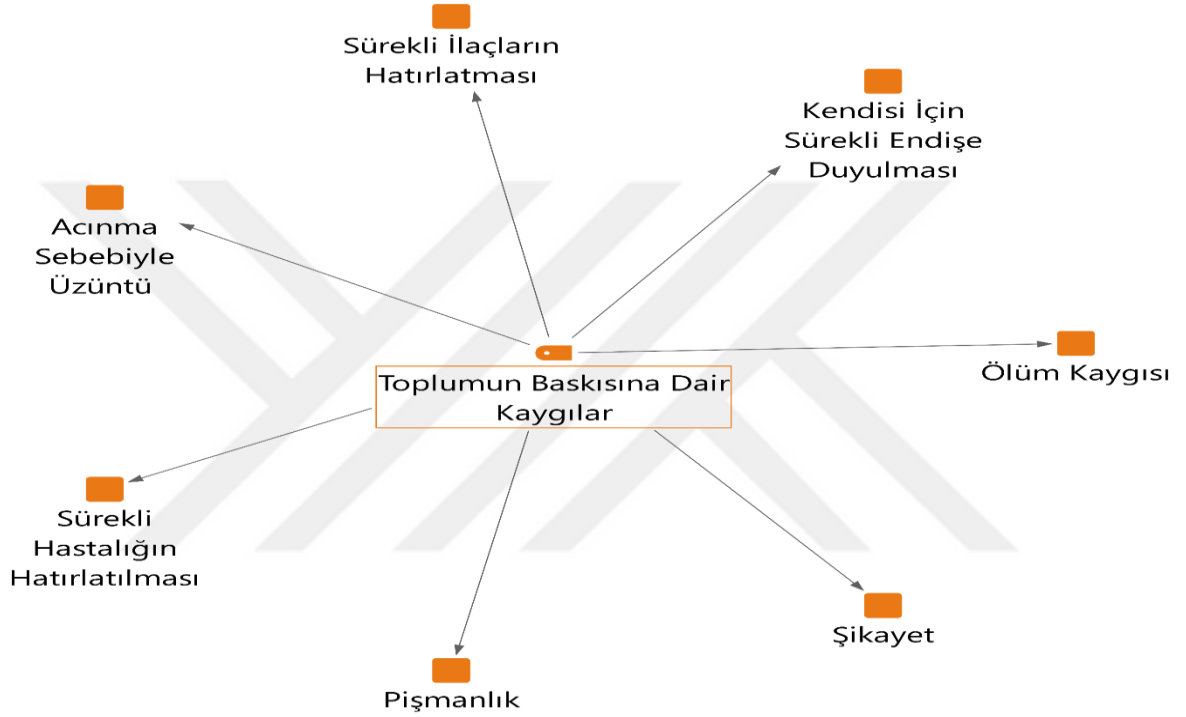 Sürekli İlaçların
Hatırlatması
Kendisi İçin
Sürekli Endişe
Duyulması
Acınma
Sebebiyle
Üzüntü
Ölüm Kaygısı
Toplumun Baskısına Dair
Kaygılar
Sürekli
Hastalığın
Hatırlatılması
Şikayet
Pişmanlık